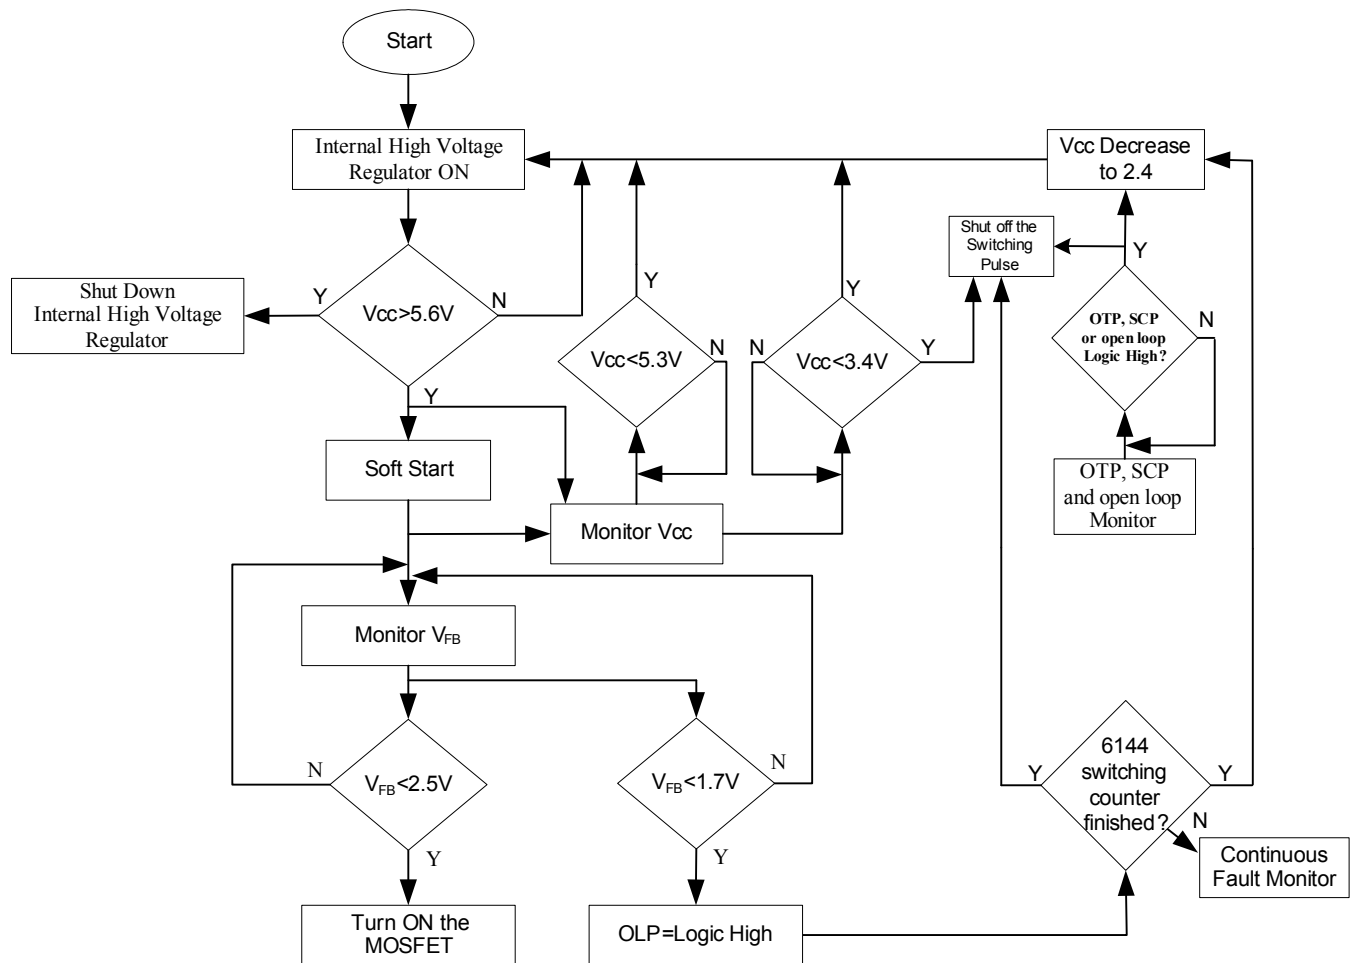 Start
Internal High Voltage
Regulator ON
Vcc Decrease
to 2.4
Shut off the
Switching
Pulse
Y
Shut Down
Internal High Voltage
Regulator
Y
Vcc>5.6V
N
Y
Vcc<5.3V
N
Y
N
Vcc<3.4V
Y
OTP, SCP
or open loop
Logic High?
N
Y
Soft Start
Monitor Vcc
OTP, SCP
and open loop
Monitor
Monitor VFB
N
VFB<2.5V
Y
VFB<1.7V
N
Y
Y
6144
switching
counter
finished?
Y
N
Continuous
Fault Monitor
Turn ON the
MOSFET
OLP=Logic High